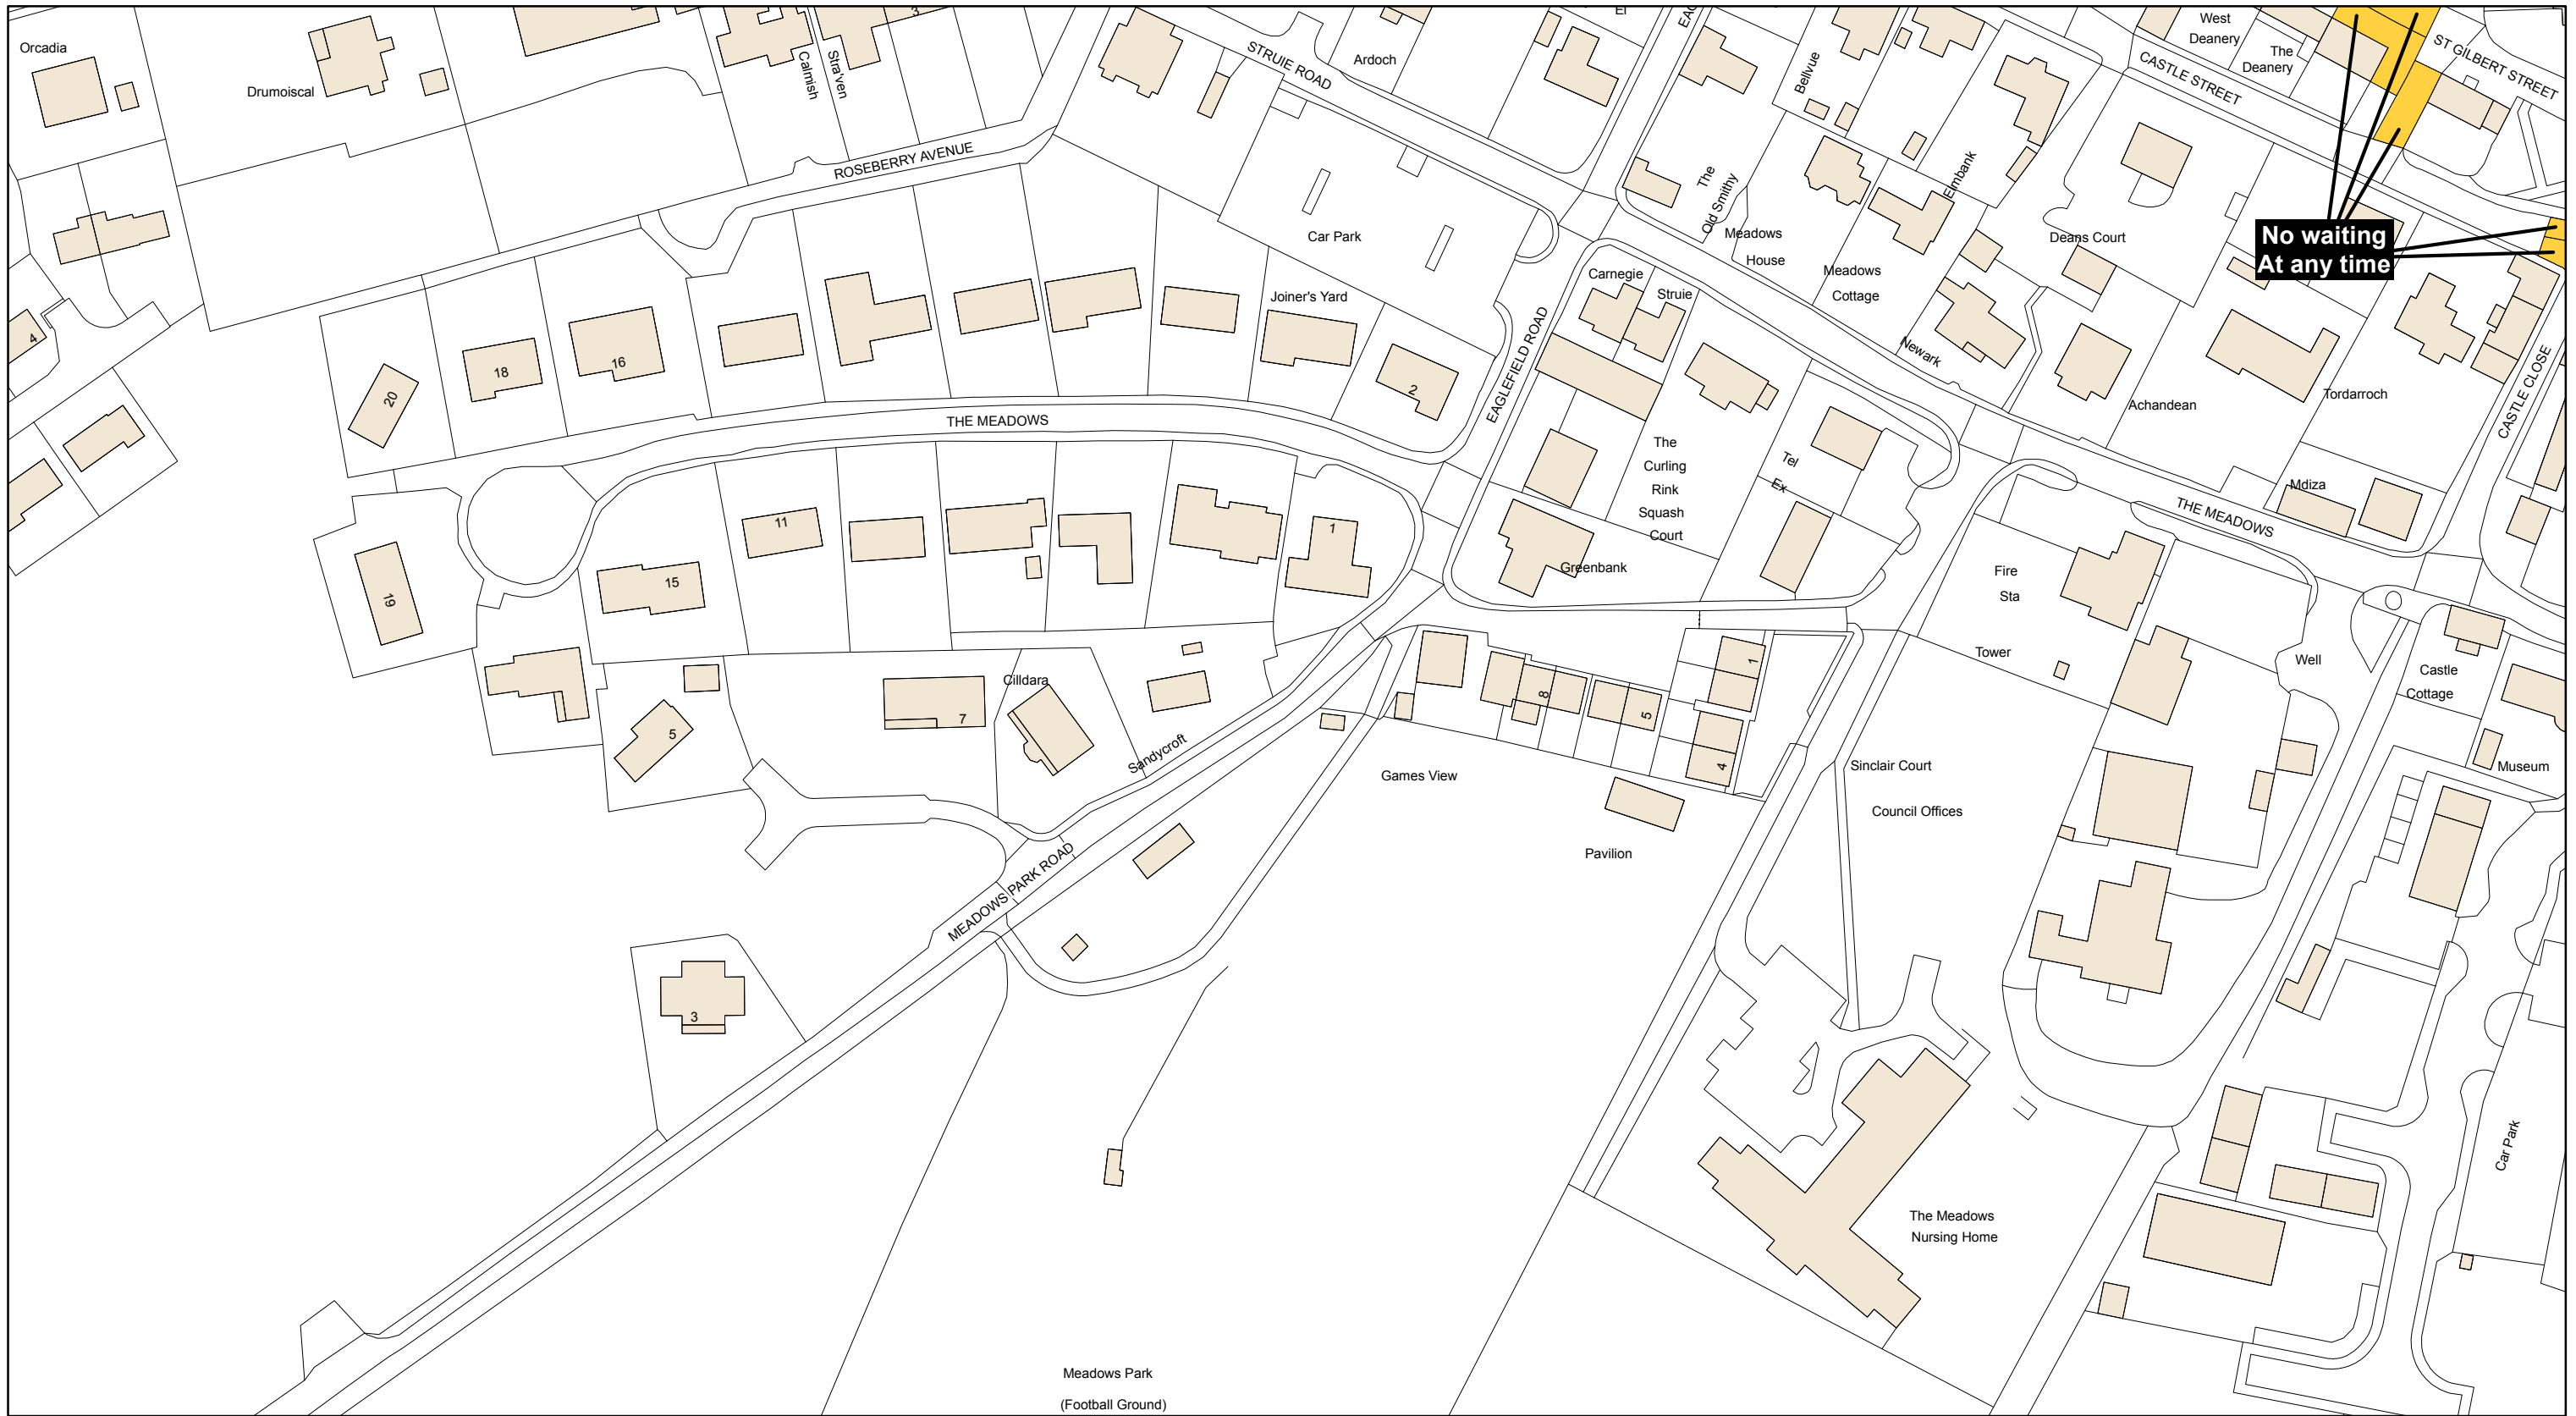 3
El
EAG
West
Deanery
Orcadia
STRUIE ROAD
Ardoch
The
Deanery
ST GILBERT STREET
CASTLE STREET
Drumoiscal
Calmish
Stra'ven
Bellvue
ROSEBERRY AVENUE
The
Old Smithy
Elmbank
Car Park
Meadows
House
Deans Court
No waiting
At any time
Carnegie
Struie
Meadows
Cottage
Joiner's Yard
4
18
16
20
2
EAGLEFIELD ROAD
Newark
Achandean
Tordarroch
CASTLE CLOSE
THE MEADOWS
The
Curling
Rink
Squash
Court
Tel
Ex
Mdiza
THE MEADOWS
11
1
15
19
Greenbank
Fire
Sta
Tower
Well
Castle
Cottage
Cilldara
7
5
8
5
1
4
Sandycroft
Games View
Sinclair Court
Museum
Council Offices
Pavilion
MEADOWS PARK ROAD
3
Car Park
The Meadows
Nursing Home
Meadows Park
(Football Ground)